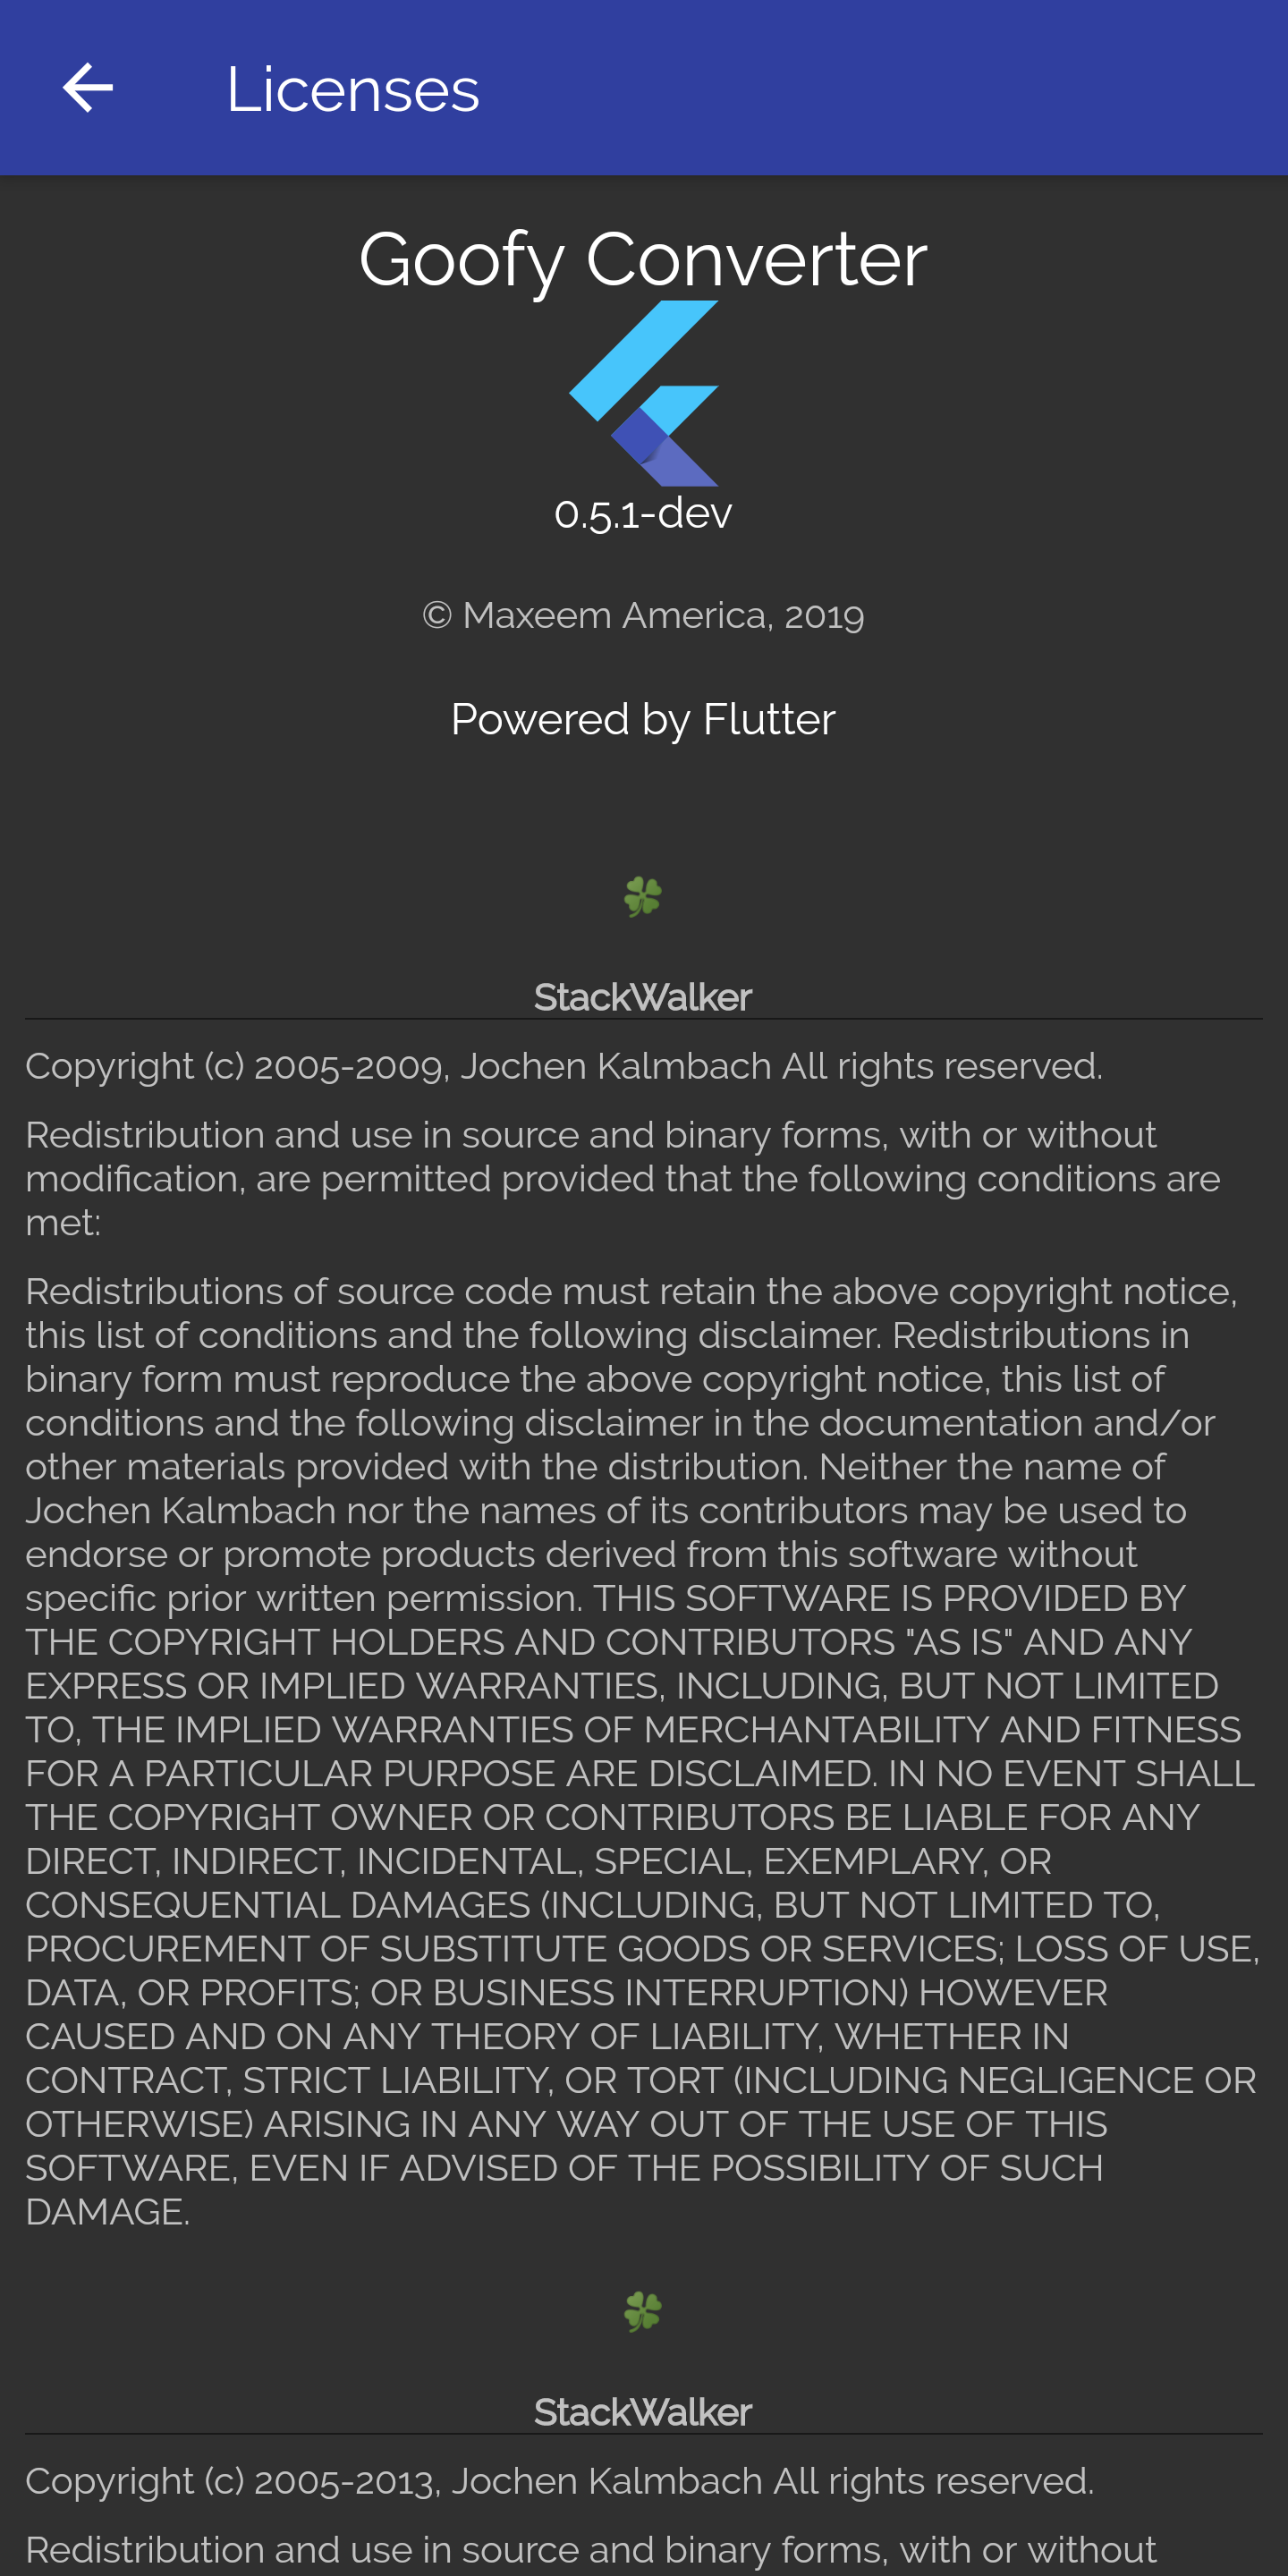 Licenses
Goofy Converter
0.5.1-dev
© Maxeem America, 2019
Powered by Flutter
StackWalker
Copyright (c) 2005-2009, Jochen Kalmbach All rights reserved.
Redistribution and use in source and binary forms, with or without
modification, are permitted provided that the following conditions are
met:
Redistributions of source code must retain the above copyright notice,
this list of conditions and the following disclaimer. Redistributions in
binary form must reproduce the above copyright notice, this list of
conditions and the following disclaimer in the documentation and/or
other materials provided with the distribution. Neither the name of
Jochen Kalmbach nor the names of its contributors may be used to
endorse or promote products derived from this software without
specific prior written permission. THIS SOFTWARE IS PROVIDED BY
THE COPYRIGHT HOLDERS AND CONTRIBUTORS "AS IS" AND ANY
EXPRESS OR IMPLIED WARRANTIES, INCLUDING, BUT NOT LIMITED
TO, THE IMPLIED WARRANTIES OF MERCHANTABILITY AND FITNESS
FOR A PARTICULAR PURPOSE ARE DISCLAIMED. IN NO EVENT SHALL
THE COPYRIGHT OWNER OR CONTRIBUTORS BE LIABLE FOR ANY
DIRECT, INDIRECT, INCIDENTAL, SPECIAL, EXEMPLARY, OR
CONSEQUENTIAL DAMAGES (INCLUDING, BUT NOT LIMITED TO,
PROCUREMENT OF SUBSTITUTE GOODS OR SERVICES; LOSS OF USE,
DATA, OR PROFITS; OR BUSINESS INTERRUPTION) HOWEVER
CAUSED AND ON ANY THEORY OF LIABILITY, WHETHER IN
CONTRACT, STRICT LIABILITY, OR TORT (INCLUDING NEGLIGENCE OR
OTHERWISE) ARISING IN ANY WAY OUT OF THE USE OF THIS
SOFTWARE, EVEN IF ADVISED OF THE POSSIBILITY OF SUCH
DAMAGE.
StackWalker
Copyright (c) 2005-2013, Jochen Kalmbach All rights reserved.
Redistribution and use in source and binary forms, with or without